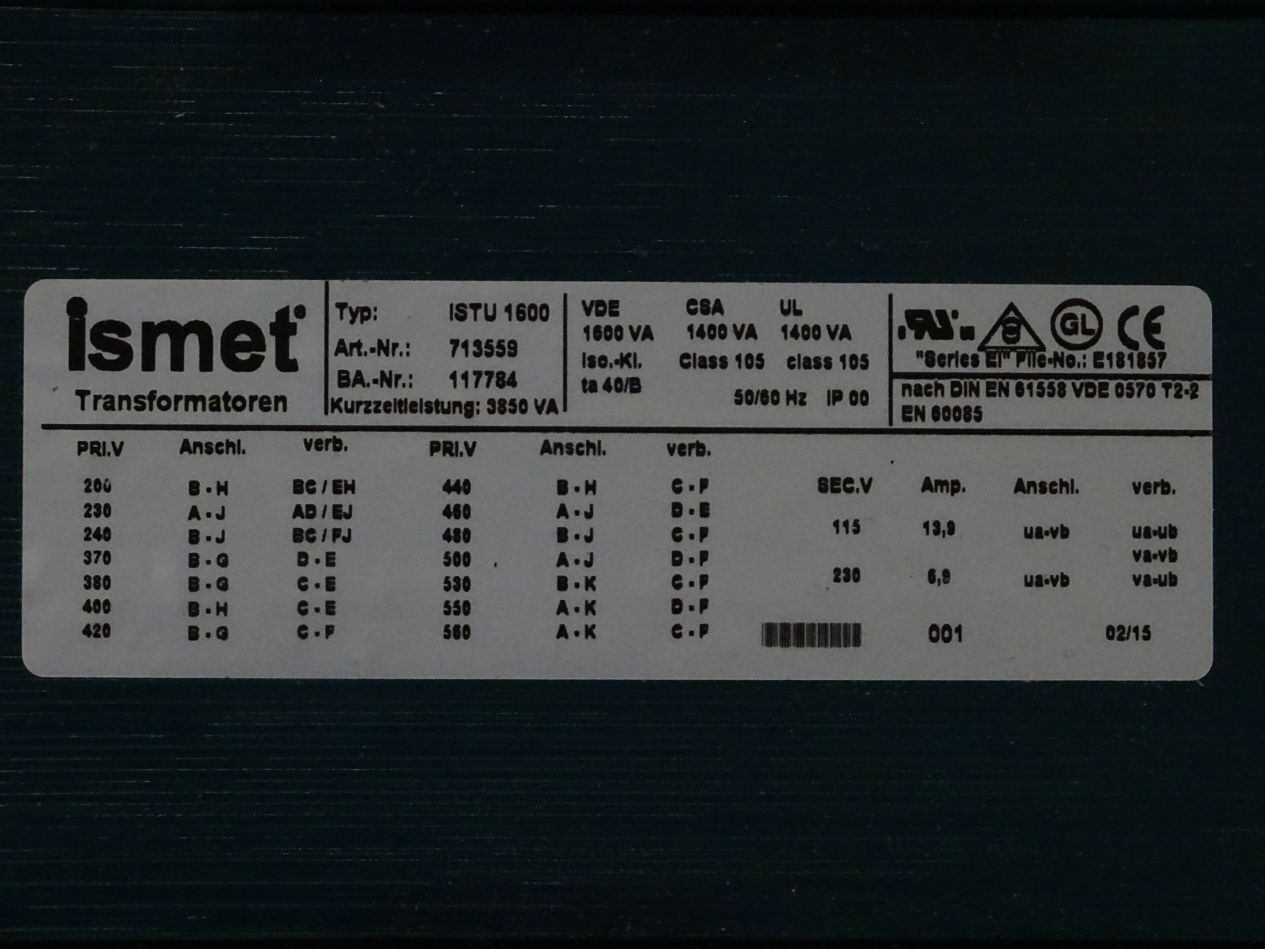 ismet
Transformatoren
Typ: ISTU 1600
Art.-Nr.: 713559
BA.-Nr.: 117784
Kurzzeitleistung: 3850 VA
VDE CSA UL
1600 VA 1400 VA 1400 VA
Iso.-Kl. Class 105 class 105
ta 40/B
50/60 Hz IP 00
GL CE
"Series EI" File-No.: E181857
nach DIN EN 61558 VDE 0570 T2-2
EN 60085
PRI.V Anschl. verb. PRI.V Anschl. verb.
200 B - H BC / EH 440 B - H C - F
230 A - J AD / EJ 460 A - J D - E
240 B - J BC / FJ 480 B - J C - F
370 B - G D - E 500 A - J D - F
380 B - G C - E 530 B - K C - F
400 B - H C - E 550 A - K D - F
420 B - G C - F 560 A - K C - F
SEC.V Amp. Anschl. verb.
115 13,9 ua-vb ua-ub
va-vb
230 6,9 ua-vb va-ub
001 02/15